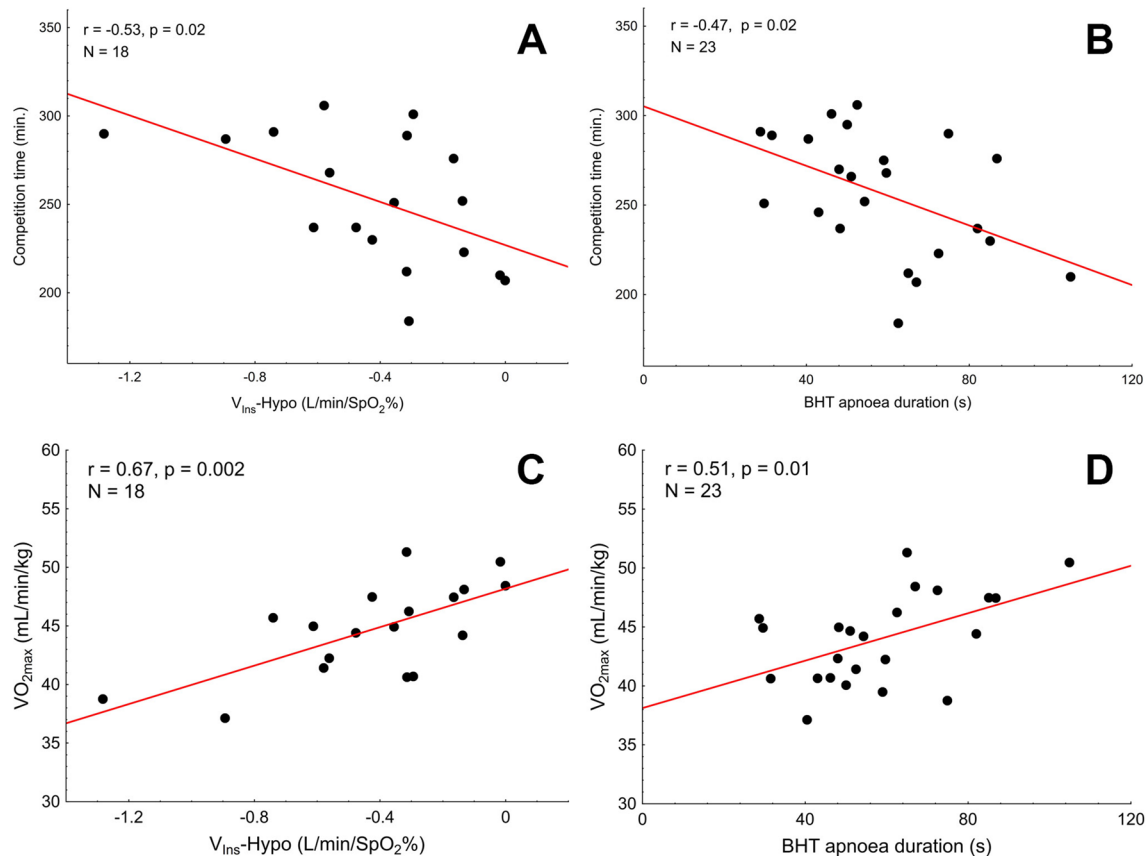 r = -0.53, p = 0.02
N = 18
A
Competition time (min.)
300
250
200
-1.2
-0.8
-0.4
0
V_Ins-Hypo (L/min/SpO₂%)
r = -0.47,  p = 0.02
N = 23
B
Competition time (min.)
300
250
200
0
40
80
120
BHT apnoea duration (s)
r = 0.67, p = 0.002
N = 18
C
VO₂max (mL/min/kg)
60
55
50
45
40
35
30
-1.2
-0.8
-0.4
0
V_Ins-Hypo (L/min/SpO₂%)
r = 0.51, p = 0.01
N = 23
D
VO₂max (mL/min/kg)
60
55
50
45
40
35
30
0
40
80
120
BHT apnoea duration (s)